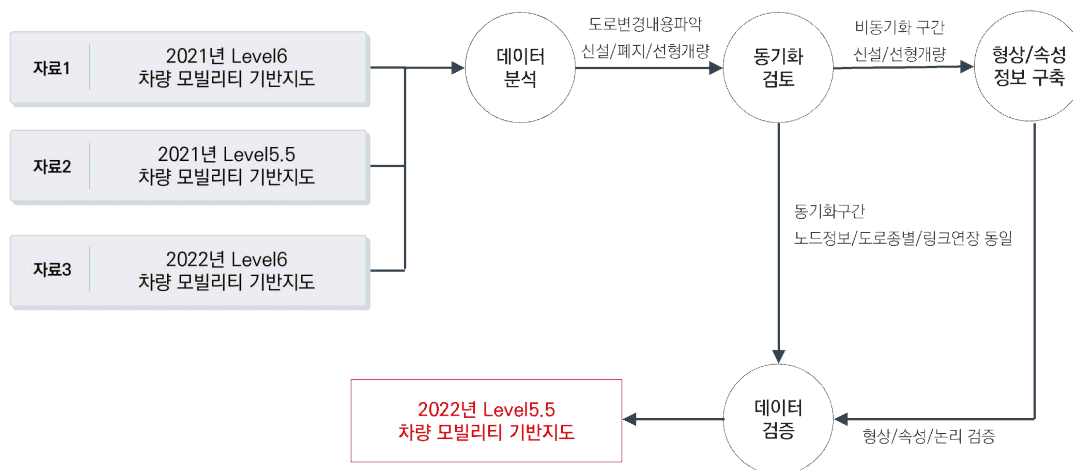 자료1
2021년 Level6
차량 모빌리티 기반지도
자료2
2021년 Level5.5
차량 모빌리티 기반지도
자료3
2022년 Level6
차량 모빌리티 기반지도
데이터
분석
도로변경내용파악
신설/폐지/선형개량
동기화
검토
비동기화 구간
신설/선형개량
형상/속성
정보 구축
동기화구간
노드정보/도로종별/링크연장 동일
데이터
검증
형상/속성/논리 검증
2022년 Level5.5
차량 모빌리티 기반지도